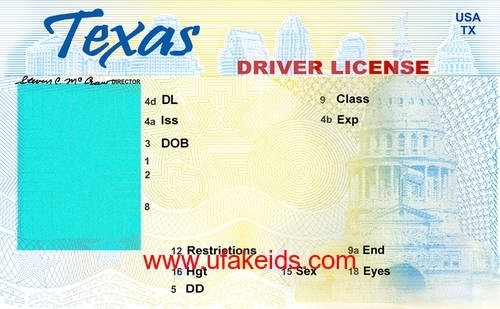 Texas
USA
TX
DRIVER LICENSE
Steven C. McCraw DIRECTOR
4d DL
9 Class
4a Iss
4b Exp
3 DOB
1
2
8
12 Restrictions
9a End
www.ufakeids.com
16 Hgt
15 Sex
18 Eyes
5 DD